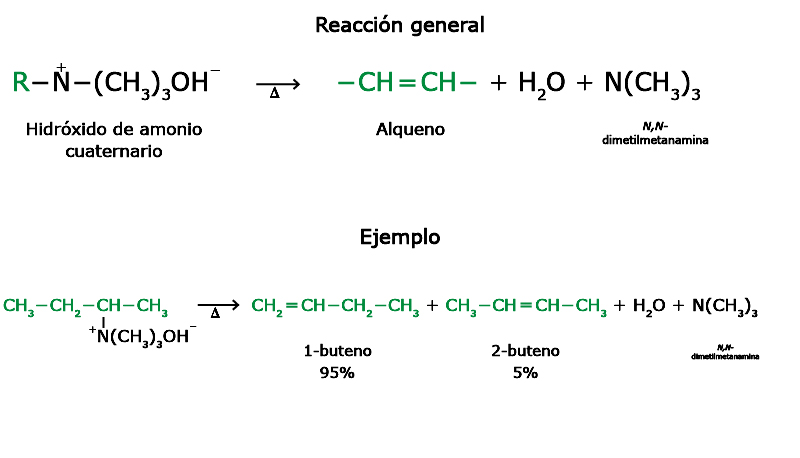 Reacción general
R−N⁺−(CH₃)₃OH⁻ ⟶ −CH=CH− + H₂O + N(CH₃)₃
Δ
Hidróxido de amonio Alqueno N,N-
cuaternario dimetilmetanamina
Ejemplo
CH₃−CH₂−CH−CH₃ ⟶ CH₂=CH−CH₂−CH₃ + CH₃−CH=CH−CH₃ + H₂O + N(CH₃)₃
Δ
⁺N(CH₃)₃OH⁻
1-buteno 2-buteno N,N-
dimetilmetanamina
95% 5%